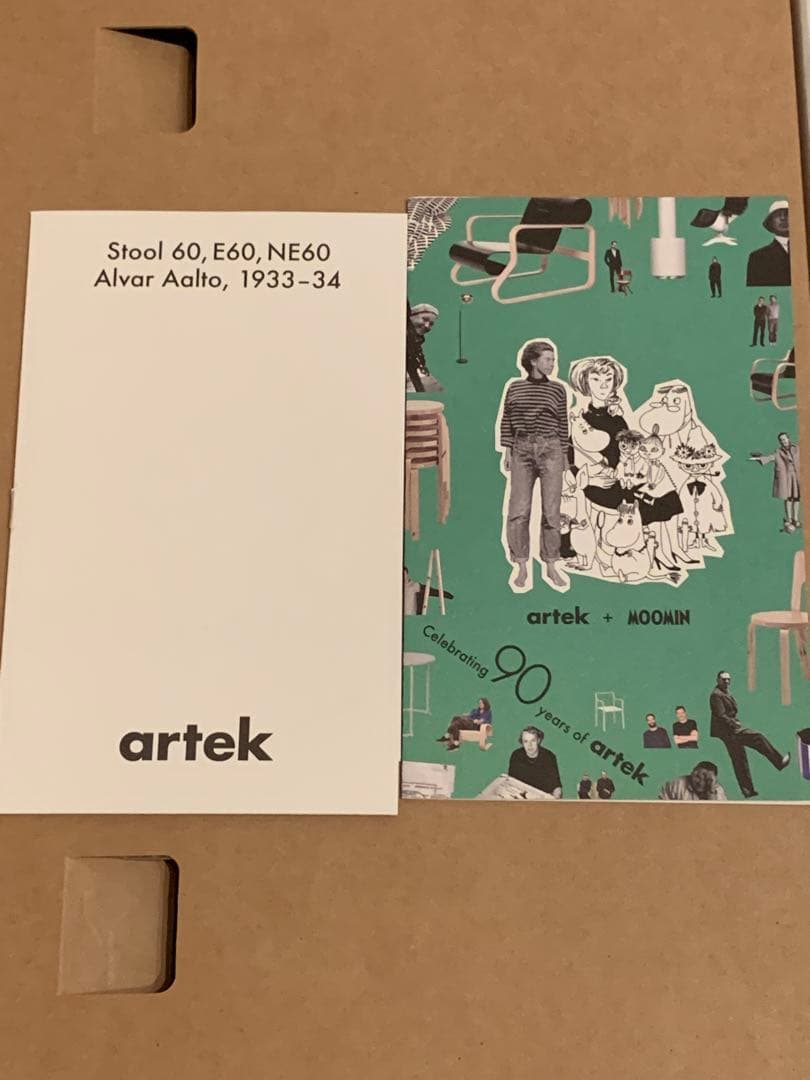 Stool 60, E60, NE60
Alvar Aalto, 1933–34
artek
artek + MOOMIN
Celebrating 90 years of artek